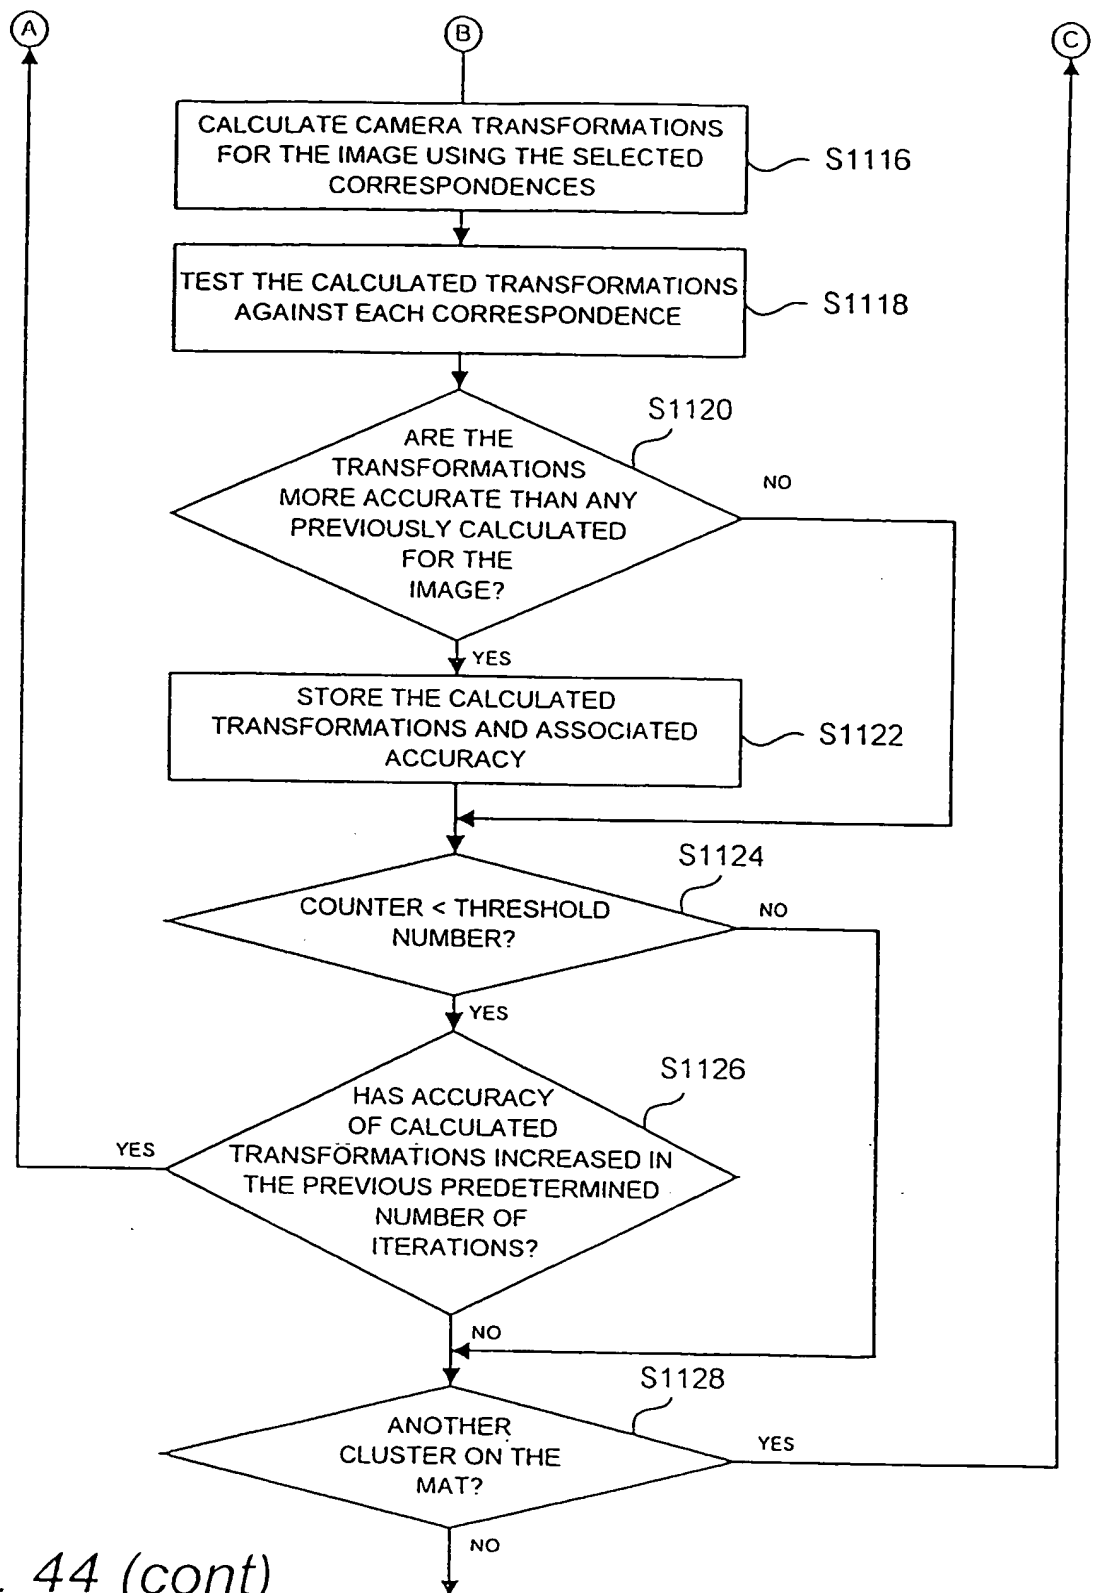 A
B
C
CALCULATE CAMERA TRANSFORMATIONS
FOR THE IMAGE USING THE SELECTED
CORRESPONDENCES
S1116
TEST THE CALCULATED TRANSFORMATIONS
AGAINST EACH CORRESPONDENCE
S1118
S1120
ARE THE
TRANSFORMATIONS
MORE ACCURATE THAN ANY
PREVIOUSLY CALCULATED
FOR THE
IMAGE?
NO
YES
STORE THE CALCULATED
TRANSFORMATIONS AND ASSOCIATED
ACCURACY
S1122
S1124
COUNTER < THRESHOLD
NUMBER?
NO
YES
S1126
HAS ACCURACY
OF CALCULATED
TRANSFORMATIONS INCREASED IN
THE PREVIOUS PREDETERMINED
NUMBER OF
ITERATIONS?
YES
NO
S1128
ANOTHER
CLUSTER ON THE
MAT?
YES
NO
. 44 (cont)